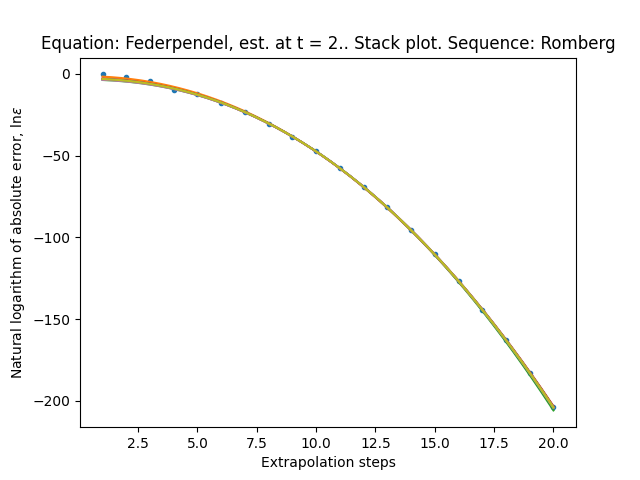 Equation: Federpendel, est. at t = 2.. Stack plot. Sequence: Romberg
0
−50
−100
−150
−200
Natural logarithm of absolute error, lnε
2.5 5.0 7.5 10.0 12.5 15.0 17.5 20.0
Extrapolation steps